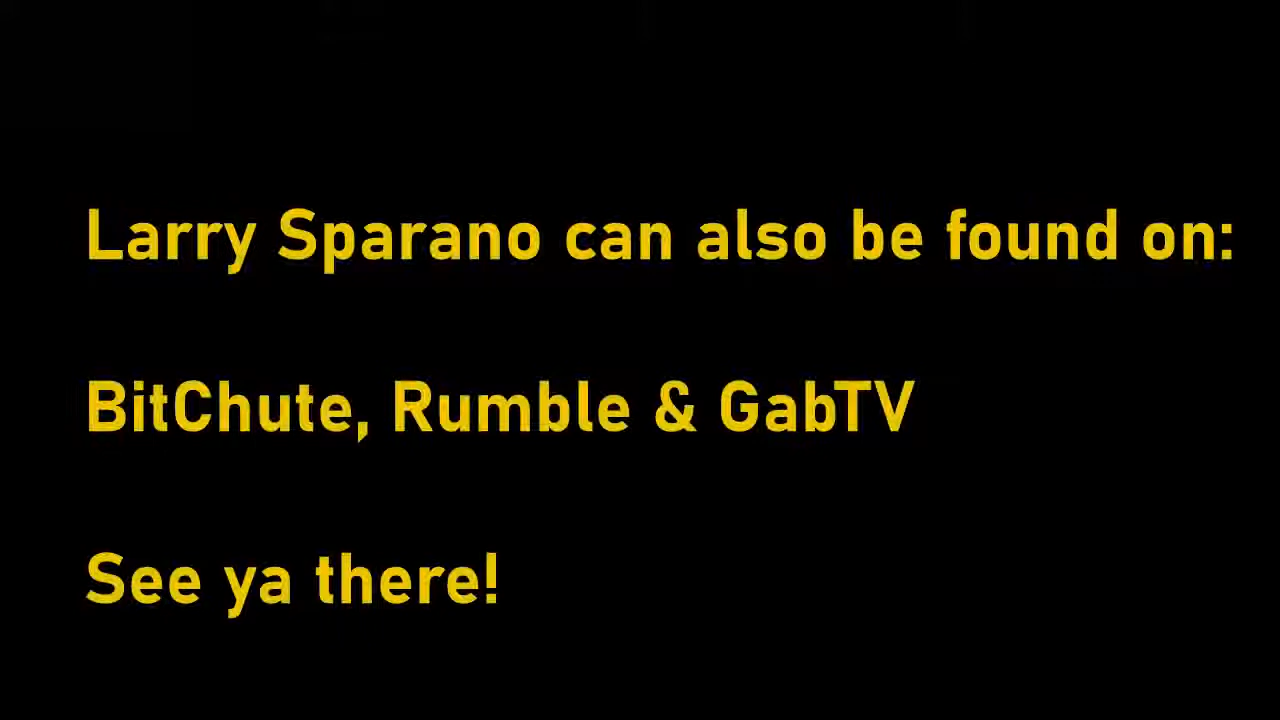 Larry Sparano can also be found on:
BitChute, Rumble & GabTV
See ya there!